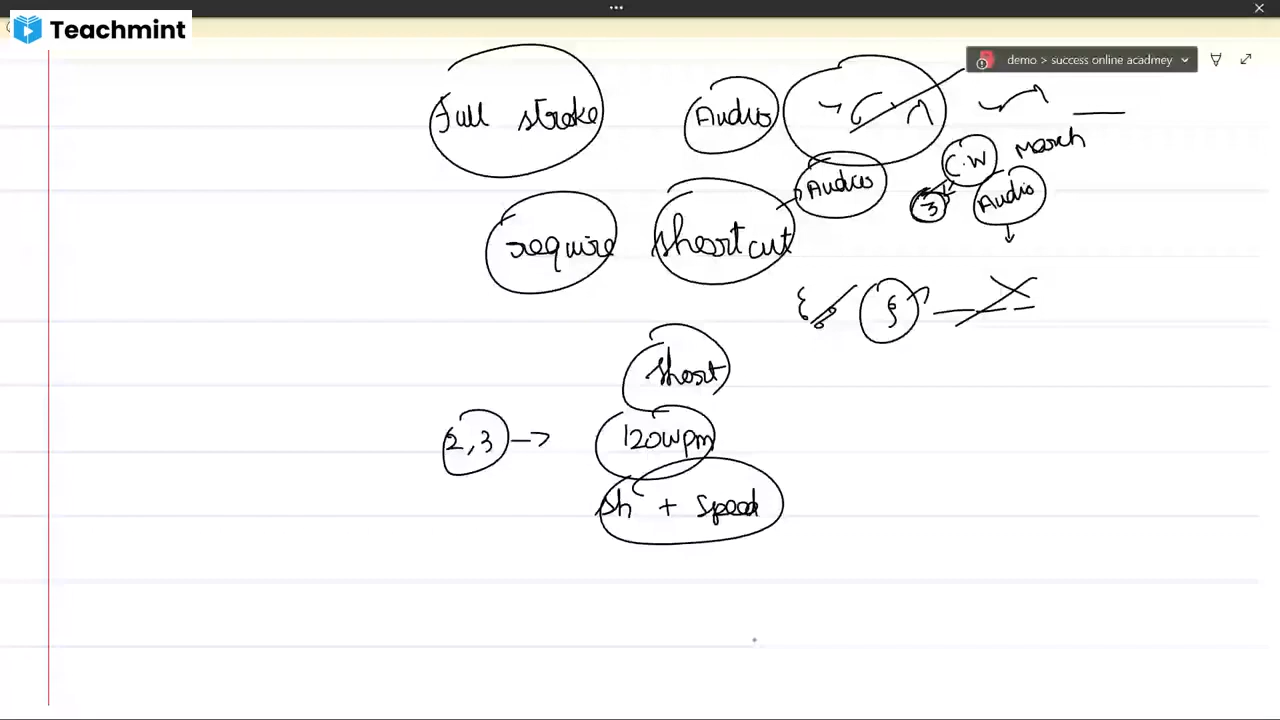 Teachmint
demo > success online acadmey
full stroke Audio
C.W March
require shortcut Audio 3 Audio
short
2,3 → 120wpm
sh + speed